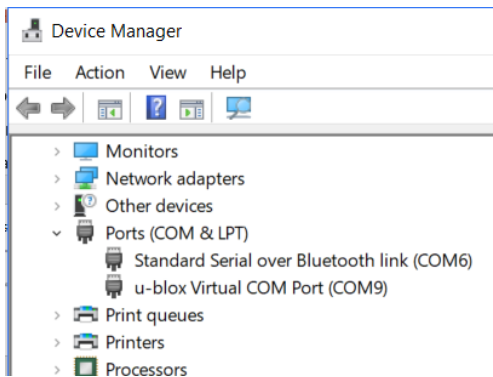 Device Manager
File Action View Help
Monitors
Network adapters
Other devices
Ports (COM & LPT)
Standard Serial over Bluetooth link (COM6)
u-blox Virtual COM Port (COM9)
Print queues
Printers
Processors